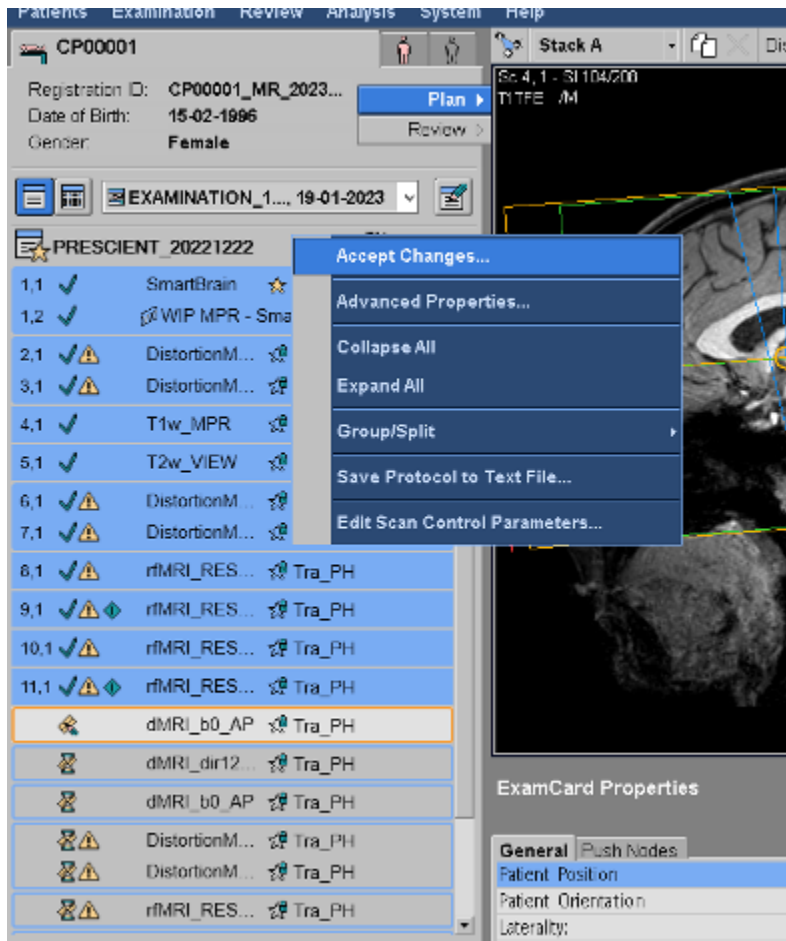 Patients Examination Review Analysis System Help
CP00001
Stack A
Registration ID: CP00001_MR_2023...
Date of Birth: 15-02-1996
Gender: Female
Plan
Review
Sc 4, 1 - Sl 104/208
T1 TFE /M
EXAMINATION_1..., 19-01-2023
PRESCIENT_20221222
Accept Changes...
Advanced Properties...
Collapse All
Expand All
Group/Split
Save Protocol to Text File...
Edit Scan Control Parameters...
1,1 SmartBrain
1,2 WIP MPR - Sma
2,1 DistortionM...
3,1 DistortionM...
4,1 T1w_MPR
5,1 T2w_VIEW
6,1 DistortionM...
7,1 DistortionM...
8,1 rfMRI_RES... Tra_PH
9,1 rfMRI_RES... Tra_PH
10,1 rfMRI_RES... Tra_PH
11,1 rfMRI_RES... Tra_PH
dMRI_b0_AP Tra_PH
dMRI_dir12... Tra_PH
dMRI_b0_AP Tra_PH
DistortionM... Tra_PH
DistortionM... Tra_PH
rfMRI_RES... Tra_PH
ExamCard Properties
General Push Nodes
Patient Position
Patient Orientation
Laterality: